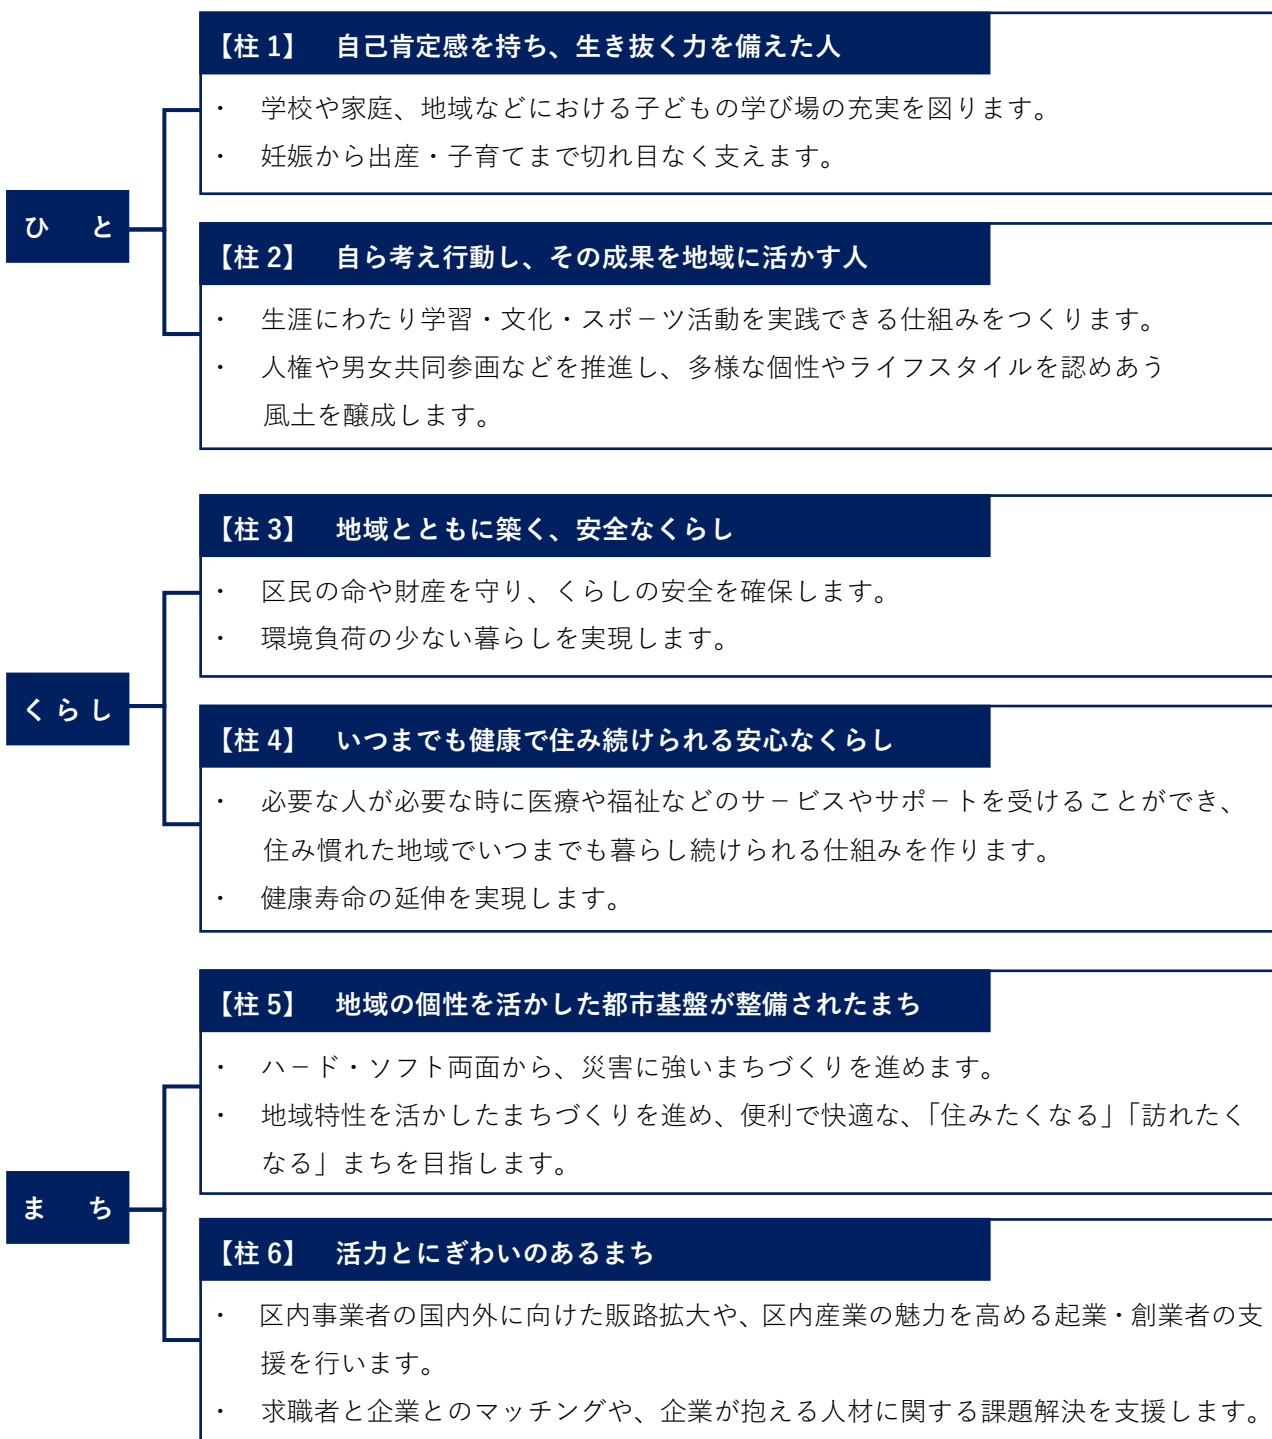 【柱 1】　自己肯定感を持ち、生き抜く力を備えた人
・　学校や家庭、地域などにおける子どもの学び場の充実を図ります。
・　妊娠から出産・子育てまで切れ目なく支えます。
ひ　と
【柱 2】　自ら考え行動し、その成果を地域に活かす人
・　生涯にわたり学習・文化・スポーツ活動を実践できる仕組みをつくります。
・　人権や男女共同参画などを推進し、多様な個性やライフスタイルを認めあう
風土を醸成します。
【柱 3】　地域とともに築く、安全なくらし
・　区民の命や財産を守り、くらしの安全を確保します。
・　環境負荷の少ない暮らしを実現します。
くらし
【柱 4】　いつまでも健康で住み続けられる安心なくらし
・　必要な人が必要な時に医療や福祉などのサービスやサポートを受けることができ、
住み慣れた地域でいつまでも暮らし続けられる仕組みを作ります。
・　健康寿命の延伸を実現します。
【柱 5】　地域の個性を活かした都市基盤が整備されたまち
・　ハード・ソフト両面から、災害に強いまちづくりを進めます。
・　地域特性を活かしたまちづくりを進め、便利で快適な、「住みたくなる」「訪れたく
なる」まちを目指します。
ま　ち
【柱 6】　活力とにぎわいのあるまち
・　区内事業者の国内外に向けた販路拡大や、区内産業の魅力を高める起業・創業者の支
援を行います。
・　求職者と企業とのマッチングや、企業が抱える人材に関する課題解決を支援します。